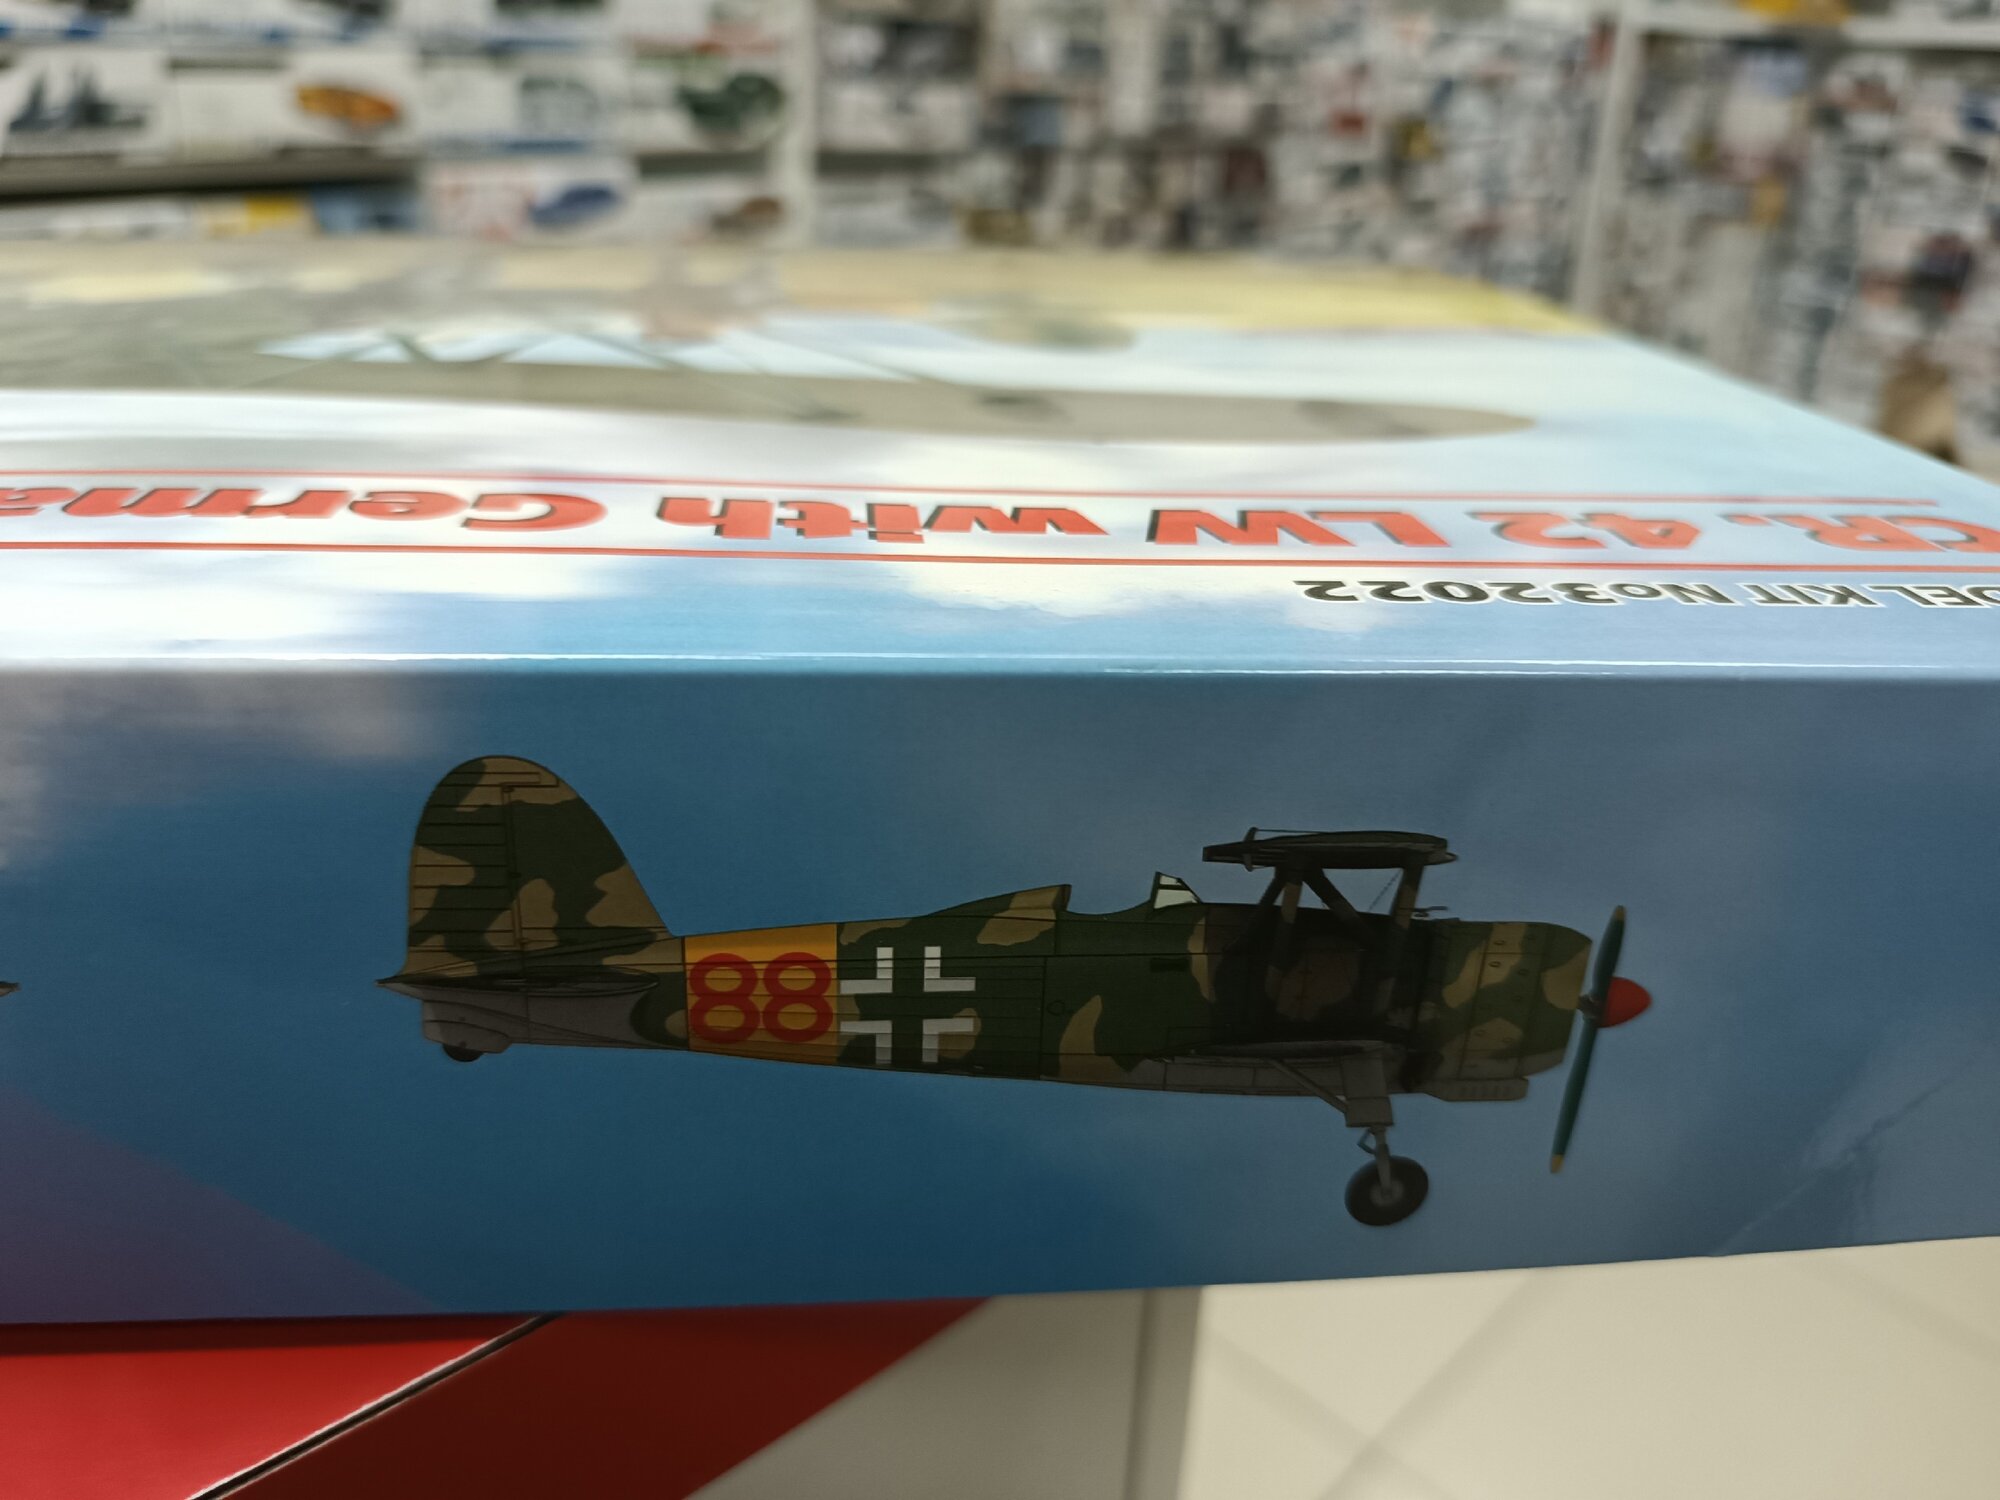 CR. 42 LW with Germa
DEL KIT No32022
88